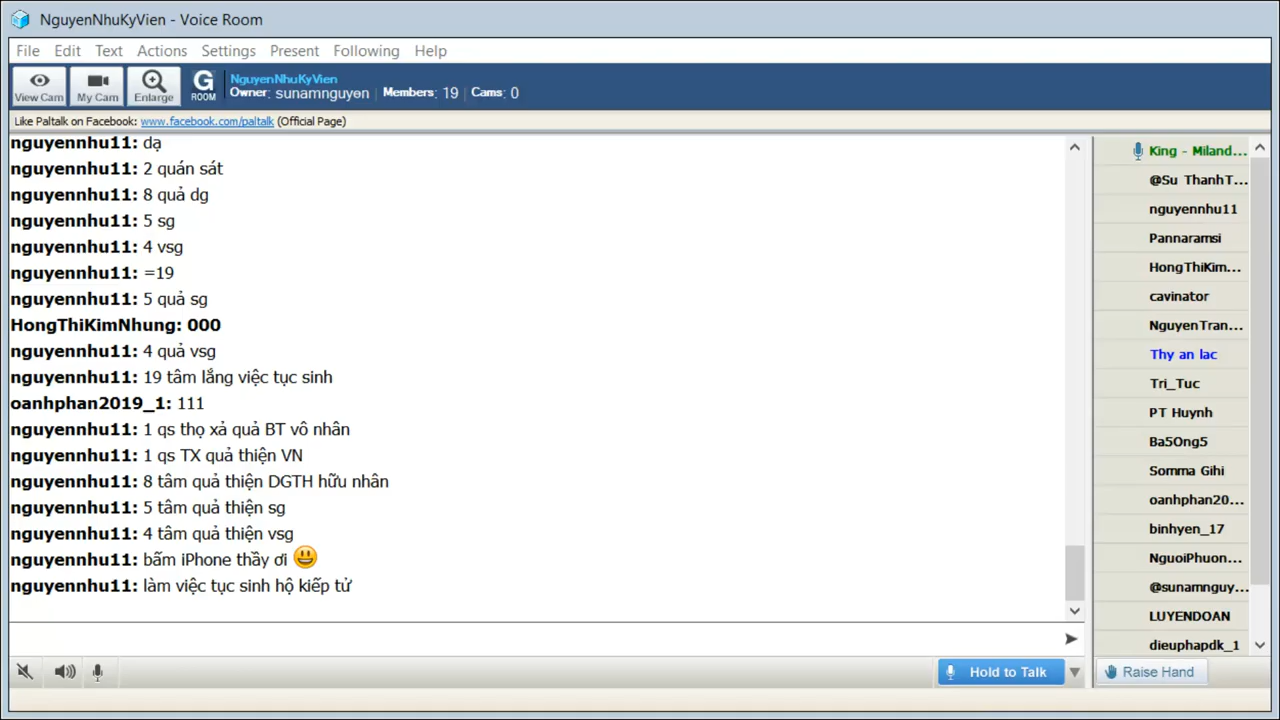 NguyenNhuKyVien - Voice Room
File Edit Text Actions Settings Present Following Help
View Cam My Cam Enlarge G ROOM
NguyenNhuKyVien
Owner: sunamnguyen | Members: 19 | Cams: 0
Like Paltalk on Facebook: www.facebook.com/paltalk (Official Page)
nguyennhu11: dạ
nguyennhu11: 2 quán sát
nguyennhu11: 8 quả dg
nguyennhu11: 5 sg
nguyennhu11: 4 vsg
nguyennhu11: =19
nguyennhu11: 5 quả sg
HongThiKimNhung: 000
nguyennhu11: 4 quả vsg
nguyennhu11: 19 tâm lắng việc tục sinh
oanhphan2019_1: 111
nguyennhu11: 1 qs thọ xả quả BT vô nhân
nguyennhu11: 1 qs TX quả thiện VN
nguyennhu11: 8 tâm quả thiện DGTH hữu nhân
nguyennhu11: 5 tâm quả thiện sg
nguyennhu11: 4 tâm quả thiện vsg
nguyennhu11: bấm iPhone thầy ơi
nguyennhu11: làm việc tục sinh hộ kiếp tử
King - Miland...
@Su ThanhT...
nguyennhu11
Pannaramsi
HongThiKim...
cavinator
NguyenTran...
Thy an lac
Tri_Tuc
PT Huynh
Ba5Ong5
Somma Gihi
oanhphan20...
binhyen_17
NguoiPhuon...
@sunamnguy...
LUYENDOAN
dieuphapdk_1
Hold to Talk
Raise Hand